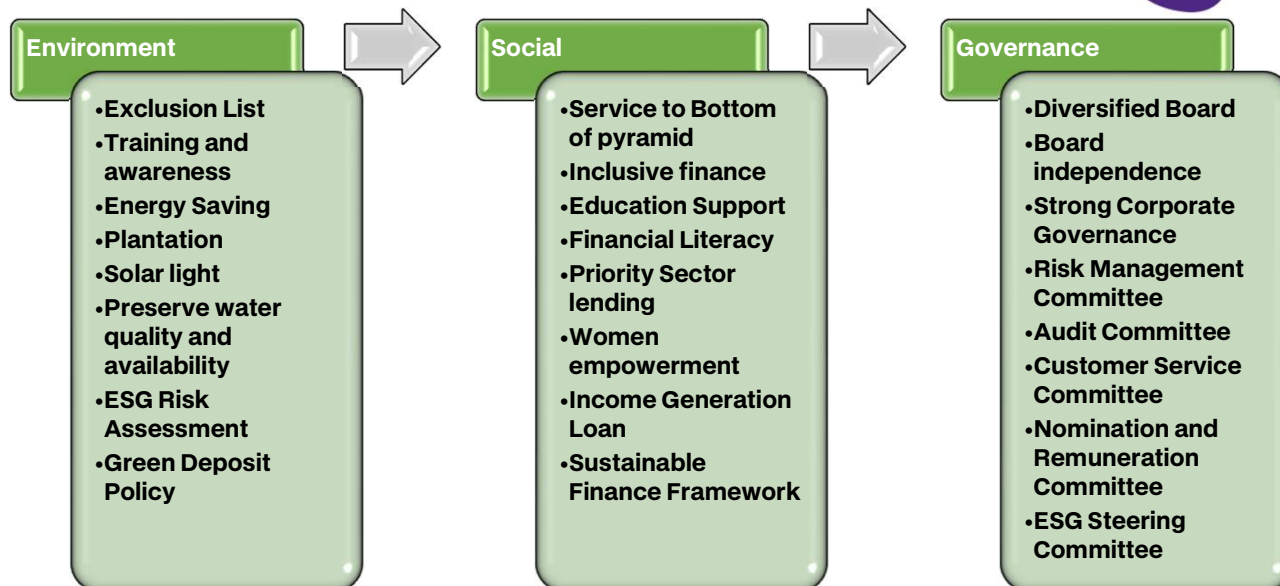 Environment
•Exclusion List
•Training and
awareness
•Energy Saving
•Plantation
•Solar light
•Preserve water
quality and
availability
•ESG Risk
Assessment
•Green Deposit
Policy
Social
•Service to Bottom
of pyramid
•Inclusive finance
•Education Support
•Financial Literacy
•Priority Sector
lending
•Women
empowerment
•Income Generation
Loan
•Sustainable
Finance Framework
Governance
•Diversified Board
•Board
independence
•Strong Corporate
Governance
•Risk Management
Committee
•Audit Committee
•Customer Service
Committee
•Nomination and
Remuneration
Committee
•ESG Steering
Committee